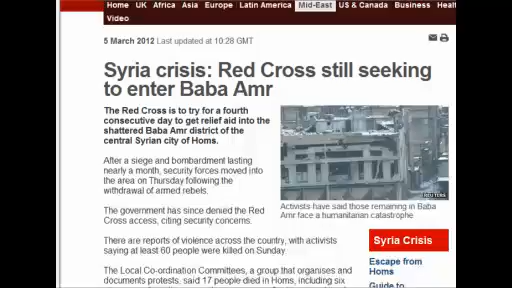 Home UK Africa Asia Europe Latin America Mid-East US & Canada Business
Video
5 March 2012 Last updated at 10:28 GMT
Syria crisis: Red Cross still seeking
to enter Baba Amr
The Red Cross is to try for a fourth
consecutive day to get relief aid into the
shattered Baba Amr district of the
central Syrian city of Homs.
After a siege and bombardment lasting
nearly a month, security forces moved into
the area on Thursday following the
withdrawal of armed rebels.
The government has since denied the Red
Cross access, citing security concerns.
There are reports of violence across the country, with activists
saying at least 60 people were killed on Sunday.
The Local Co-ordination Committees, a group that organises and
documents protests, said 17 people died in Homs, including six
REUTERS
Activists have said those remaining in Baba
Amr face a humanitarian catastrophe
Syria Crisis
Escape from
Homs
Guide to